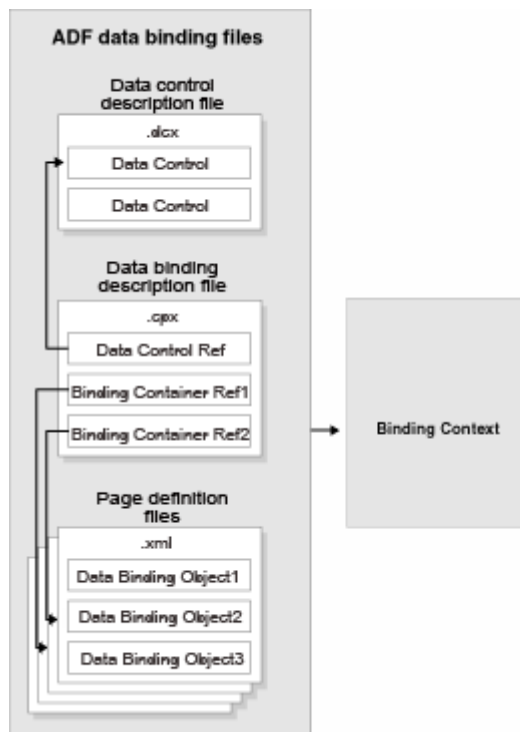 ADF data binding files
Data control
description file
.dcx
Data Control
Data Control
Data binding
description file
.cpx
Data Control Ref
Binding Container Ref1
Binding Container Ref2
Binding Context
Page definition
files
.xml
Data Binding Object1
Data Binding Object2
Data Binding Object3